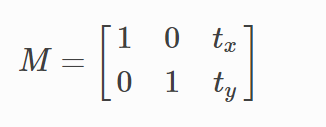 M = [ 1 0 t_x
0 1 t_y ]